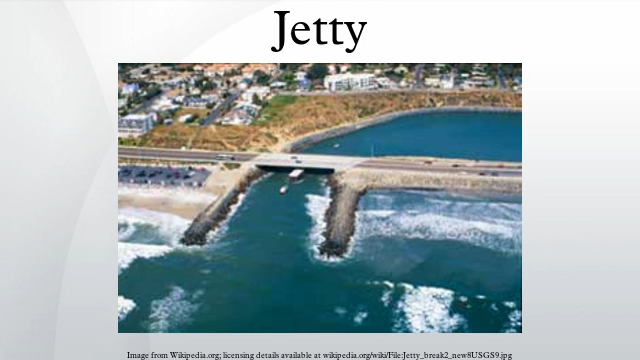 Jetty
Image from Wikipedia.org; licensing details available at wikipedia.org/wiki/File:Jetty_break2_new8USGS9.jpg